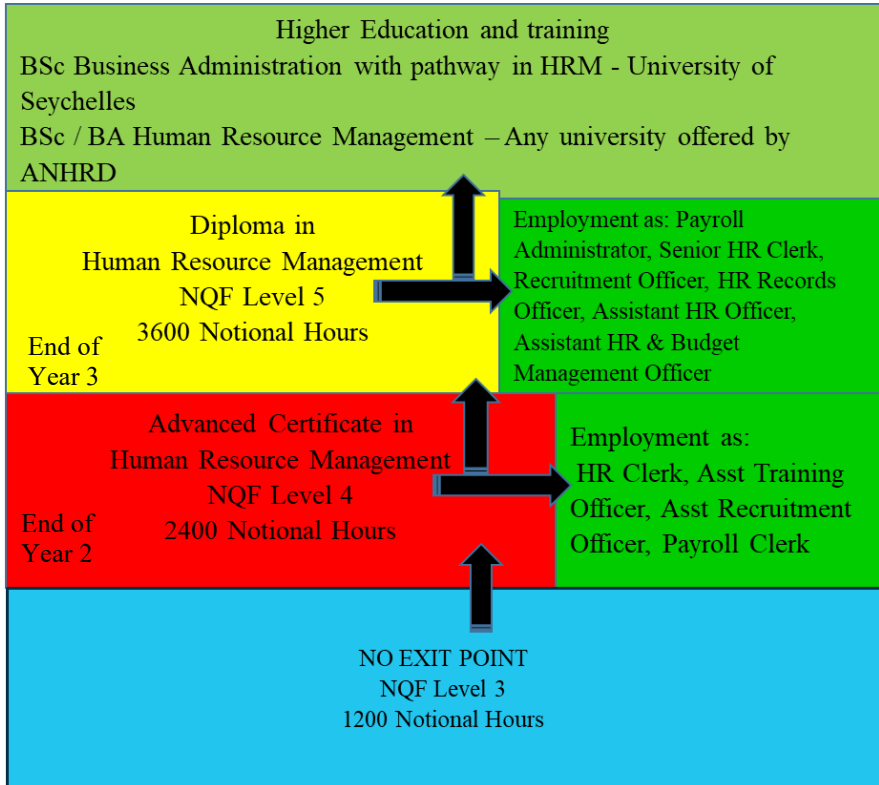 Higher Education and training
BSc Business Administration with pathway in HRM - University of
Seychelles
BSc / BA Human Resource Management – Any university offered by
ANHRD
Diploma in
Human Resource Management
NQF Level 5
3600 Notional Hours
End of
Year 3
Employment as: Payroll
Administrator, Senior HR Clerk,
Recruitment Officer, HR Records
Officer, Assistant HR Officer,
Assistant HR & Budget
Management Officer
Advanced Certificate in
Human Resource Management
NQF Level 4
2400 Notional Hours
End of
Year 2
Employment as:
HR Clerk, Asst Training
Officer, Asst Recruitment
Officer, Payroll Clerk
NO EXIT POINT
NQF Level 3
1200 Notional Hours